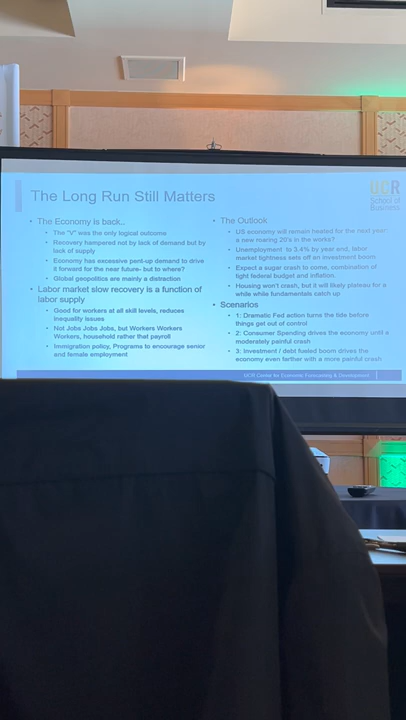 The Long Run Still Matters
UCR
School of
Business
The Economy is back...
The "V" was the only logical outcome
Recovery hampered not by lack of demand but by
lack of supply
Economy has excessive pent-up demand to drive
it forward for the near future- but to where?
Global geopolitics are mainly a distraction
Labor market slow recovery is a function of
labor supply
Good for workers at all skill levels, reduces
inequality issues
Not Jobs Jobs Jobs, but Workers Workers
Workers, household rather that payroll
Immigration policy, Programs to encourage senior
and female employment
The Outlook
US economy will remain heated for the next year
a new roaring 20's in the works?
Unemployment to 3.4% by year end, labor
market tightness sets off an investment boom
Expect a sugar crash to come, combination of
tight federal budget and inflation.
Housing won't crash, but it will likely plateau for a
while while fundamentals catch up
Scenarios
1: Dramatic Fed action turns the tide before
things get out of control
2: Consumer Spending drives the economy until a
moderately painful crash
3: Investment / debt fueled boom drives the
economy even farther with a more painful crash
UCR Center for Economic Forecasting & Development